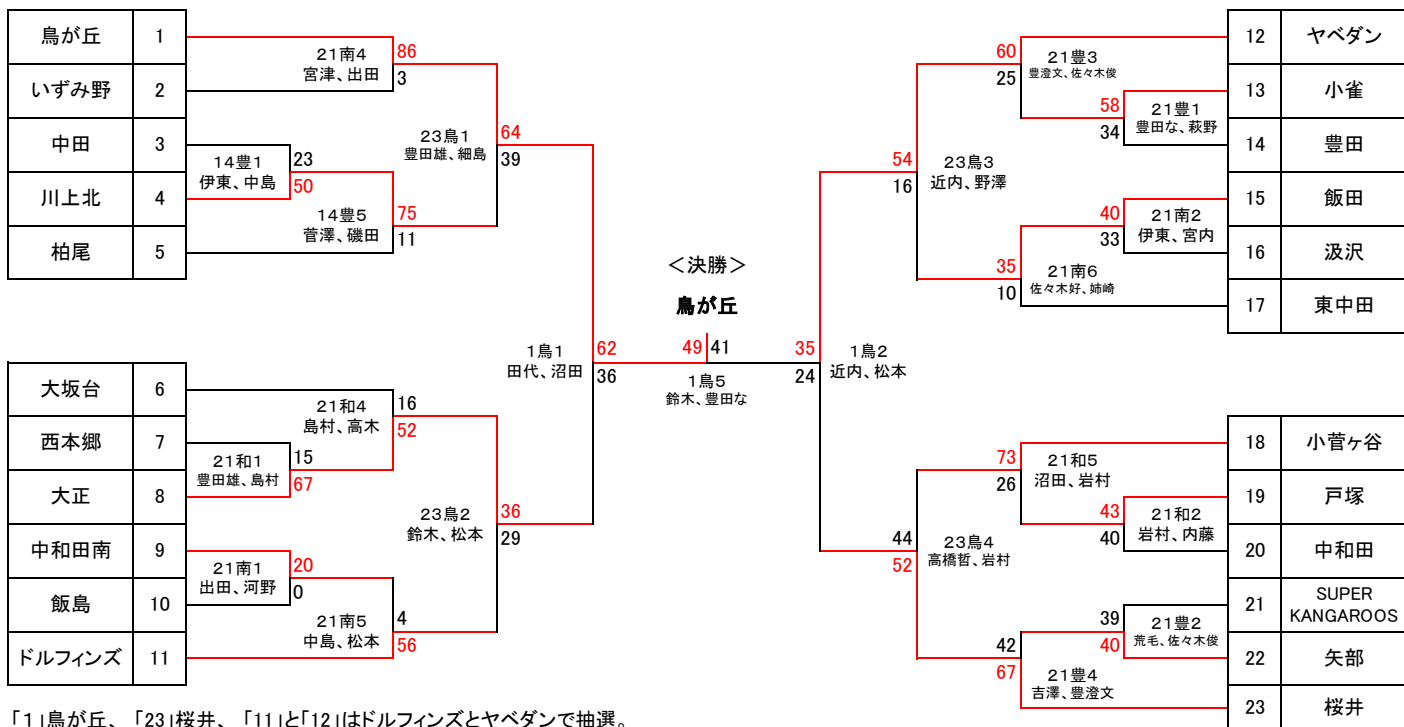 鳥が丘 1
いずみ野 2
中田 3
川上北 4
柏尾 5
21南4
宮津、出田
86
3
14豊1
伊東、中島
23
50
14豊5
菅澤、磯田
75
11
23鳥1
豊田雄、細島
64
39
大坂台 6
西本郷 7
大正 8
中和田南 9
飯島 10
ドルフィンズ 11
21和4
島村、高木
16
52
21和1
豊田雄、島村
15
67
21南1
出田、河野
20
0
21南5
中島、松本
4
56
23鳥2
鈴木、松本
36
29
1鳥1
田代、沼田
62
36
＜決勝＞
鳥が丘
49 41
1鳥5
鈴木、豊田な
35
24
1鳥2
近内、松本
54
16
23鳥3
近内、野澤
60
25
21豊3
豊澄文、佐々木俊
58
34
21豊1
豊田な、萩野
40
33
21南2
伊東、宮内
35
10
21南6
佐々木好、姉崎
12 ヤベダン
13 小雀
14 豊田
15 飯田
16 汲沢
17 東中田
44
52
23鳥4
高橋哲、岩村
73
26
21和5
沼田、岩村
43
40
21和2
岩村、内藤
39
40
21豊2
荒毛、佐々木俊
42
67
21豊4
吉澤、豊澄文
18 小菅ヶ谷
19 戸塚
20 中和田
21 SUPER
KANGAROOS
22 矢部
23 桜井
「1」鳥が丘、「23」桜井、「11」と「12」はドルフィンズとヤベダンで抽選。